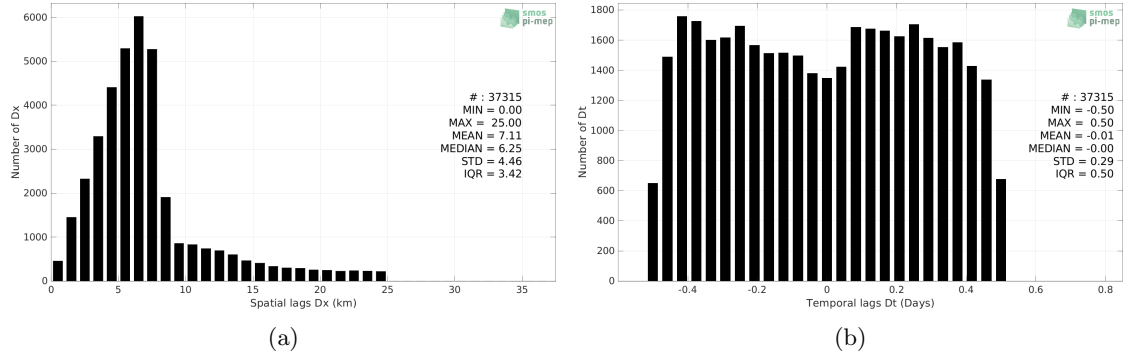 6000
5000
4000
3000
2000
1000
0
Number of Dx
0 5 10 15 20 25 30 35
Spatial lags Dx (km)
smos
pi-mep
# : 37315
MIN = 0.00
MAX = 25.00
MEAN = 7.11
MEDIAN = 6.25
STD = 4.46
IQR = 3.42
(a)
1800
1600
1400
1200
1000
800
600
400
200
0
Number of Dt
-0.4 -0.2 0 0.2 0.4 0.6 0.8
Temporal lags Dt (Days)
smos
pi-mep
# : 37315
MIN = -0.50
MAX = 0.50
MEAN = -0.01
MEDIAN = -0.00
STD = 0.29
IQR = 0.50
(b)